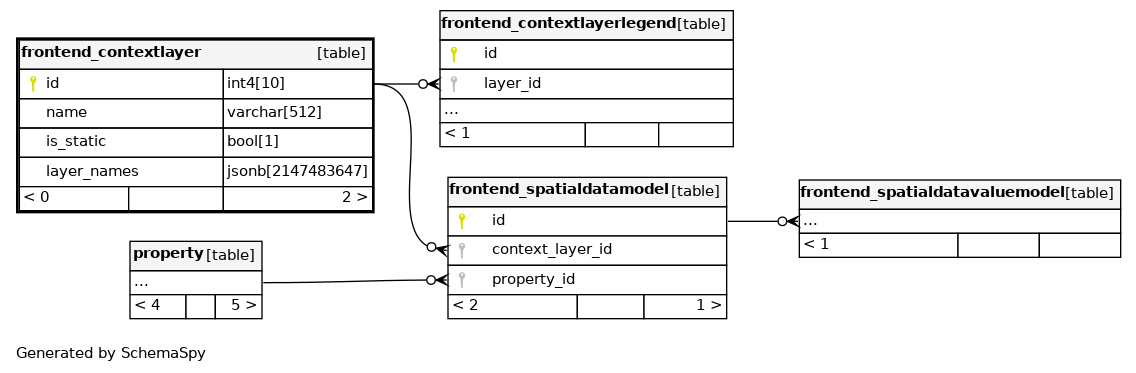 frontend_contextlayer [table]
id int4[10]
name varchar[512]
is_static bool[1]
layer_names jsonb[2147483647]
< 0 2 >
frontend_contextlayerlegend [table]
id
layer_id
...
< 1
frontend_spatialdatamodel [table]
id
context_layer_id
property_id
< 2 1 >
frontend_spatialdatavaluemodel [table]
...
< 1
property [table]
...
< 4 5 >
Generated by SchemaSpy